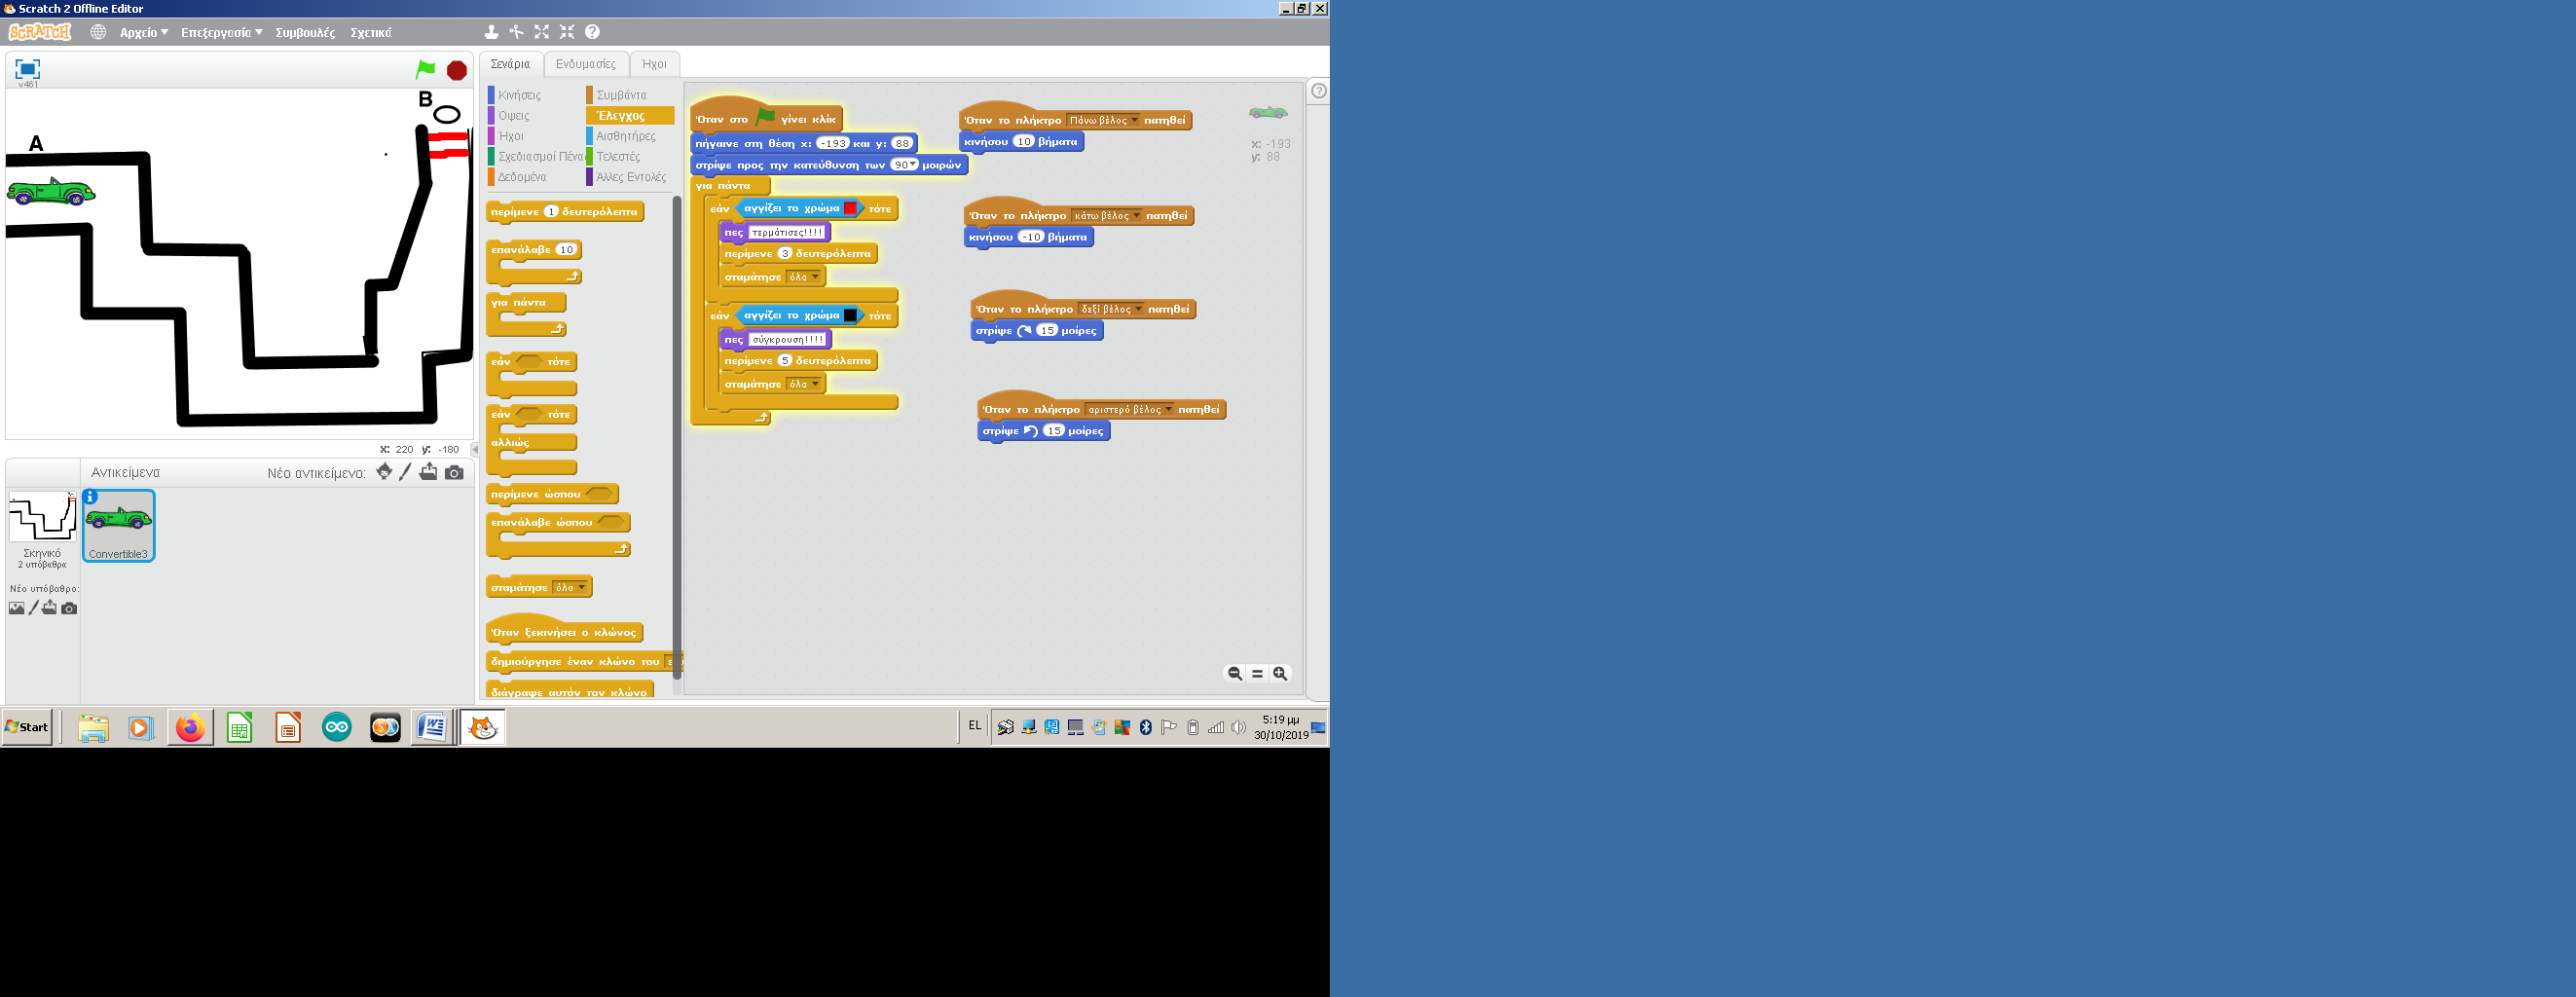 Scratch 2 Offline Editor
SCRATCH
Αρχείο
Επεξεργασία
Συμβουλές
Σχετικά
v461
A
B
x: 220 y: -180
Αντικείμενα
Νέο αντικείμενο:
Σκηνικό
2 υπόβαθρα
Νέο υπόβαθρο:
Convertible3
Σενάρια
Ενδυμασίες
Ήχοι
Κινήσεις
Συμβάντα
Όψεις
Έλεγχος
Ήχοι
Αισθητήρες
Σχεδιασμοί Πένα
Τελεστές
Δεδομένα
Άλλες Εντολές
περίμενε 1 δευτερόλεπτα
επανάλαβε 10
για πάντα
εάν τότε
εάν τότε
αλλιώς
περίμενε ώσπου
επανάλαβε ώσπου
σταμάτησε όλα
Όταν ξεκινήσει ο κλώνος
δημιούργησε έναν κλώνο του
διάγραψε αυτόν τον κλώνο
Όταν στο γίνει κλίκ
πήγαινε στη θέση x: -193 και y: 88
στρίψε προς την κατεύθυνση των 90 μοιρών
για πάντα
εάν αγγίζει το χρώμα τότε
πες τερμάτισες!!!!
περίμενε 3 δευτερόλεπτα
σταμάτησε όλα
εάν αγγίζει το χρώμα τότε
πες σύγκρουση!!!!
περίμενε 5 δευτερόλεπτα
σταμάτησε όλα
Όταν το πλήκτρο Πάνω βέλος πατηθεί
κινήσου 10 βήματα
Όταν το πλήκτρο κάτω βέλος πατηθεί
κινήσου -10 βήματα
Όταν το πλήκτρο δεξί βέλος πατηθεί
στρίψε 15 μοίρες
Όταν το πλήκτρο αριστερό βέλος πατηθεί
στρίψε 15 μοίρες
x: -193
y: 88
Start
EL
5:19 μμ
30/10/2019